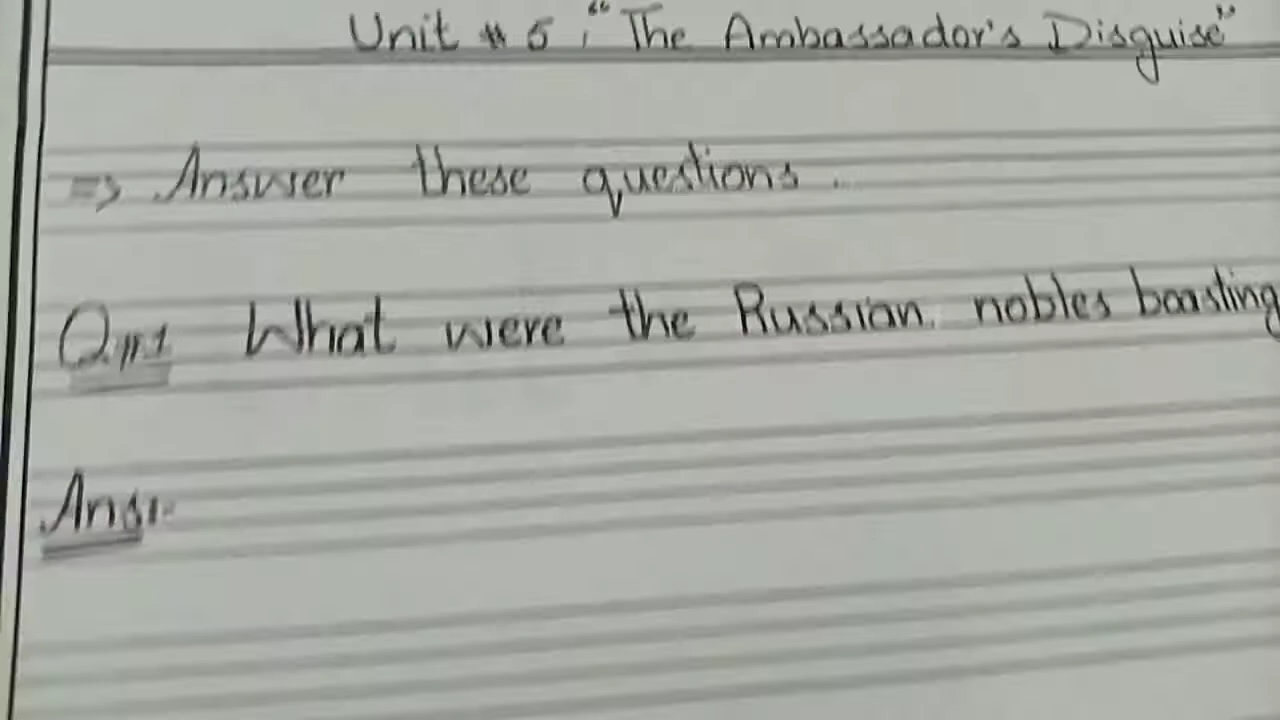 Unit # 5 : "The Ambassador's Disguise"
=> Answer these questions.
Q#1 What were the Russian nobles boasting
Ans: